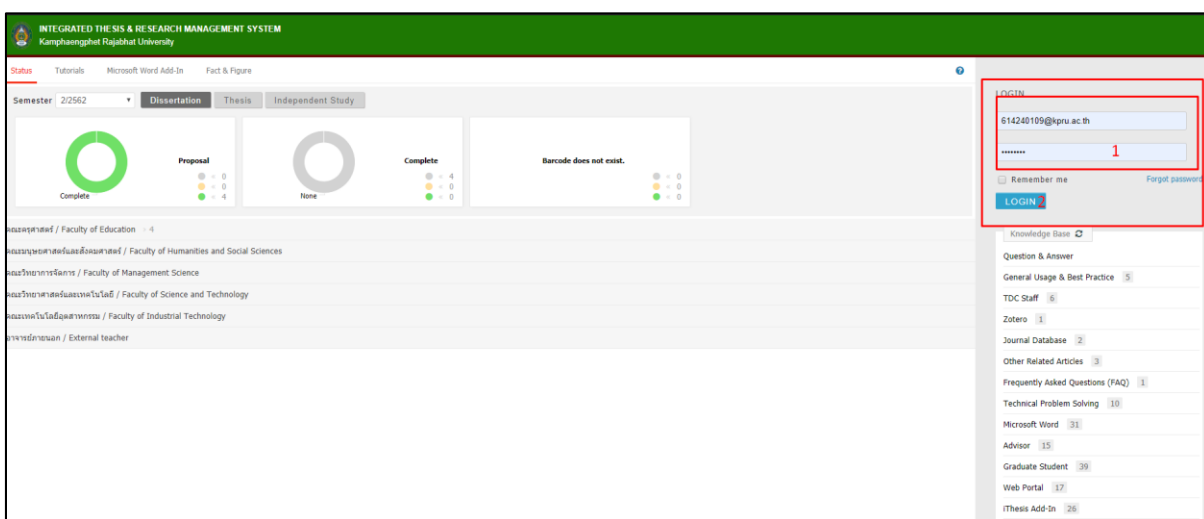 INTEGRATED THESIS & RESEARCH MANAGEMENT SYSTEM
Kamphaengphet Rajabhat University
Status Tutorials Microsoft Word Add-In Fact & Figure
Semester 2/2562 Dissertation Thesis Independent Study
Proposal
× 0
× 0
× 4
Complete
Complete
× 4
× 0
× 0
None
Barcode does not exist.
× 0
× 0
× 0
คณะครุศาสตร์ / Faculty of Education × 4
คณะมนุษยศาสตร์และสังคมศาสตร์ / Faculty of Humanities and Social Sciences
คณะวิทยาการจัดการ / Faculty of Management Science
คณะวิทยาศาสตร์และเทคโนโลยี / Faculty of Science and Technology
คณะเทคโนโลยีอุตสาหกรรม / Faculty of Industrial Technology
อาจารย์ภายนอก / External teacher
LOGIN
614240109@kpru.ac.th
•••••••• 1
Remember me Forgot password
LOGIN 2
Knowledge Base
Question & Answer
General Usage & Best Practice 5
TDC Staff 6
Zotero 1
Journal Database 2
Other Related Articles 3
Frequently Asked Questions (FAQ) 1
Technical Problem Solving 10
Microsoft Word 31
Advisor 15
Graduate Student 39
Web Portal 17
iThesis Add-In 26